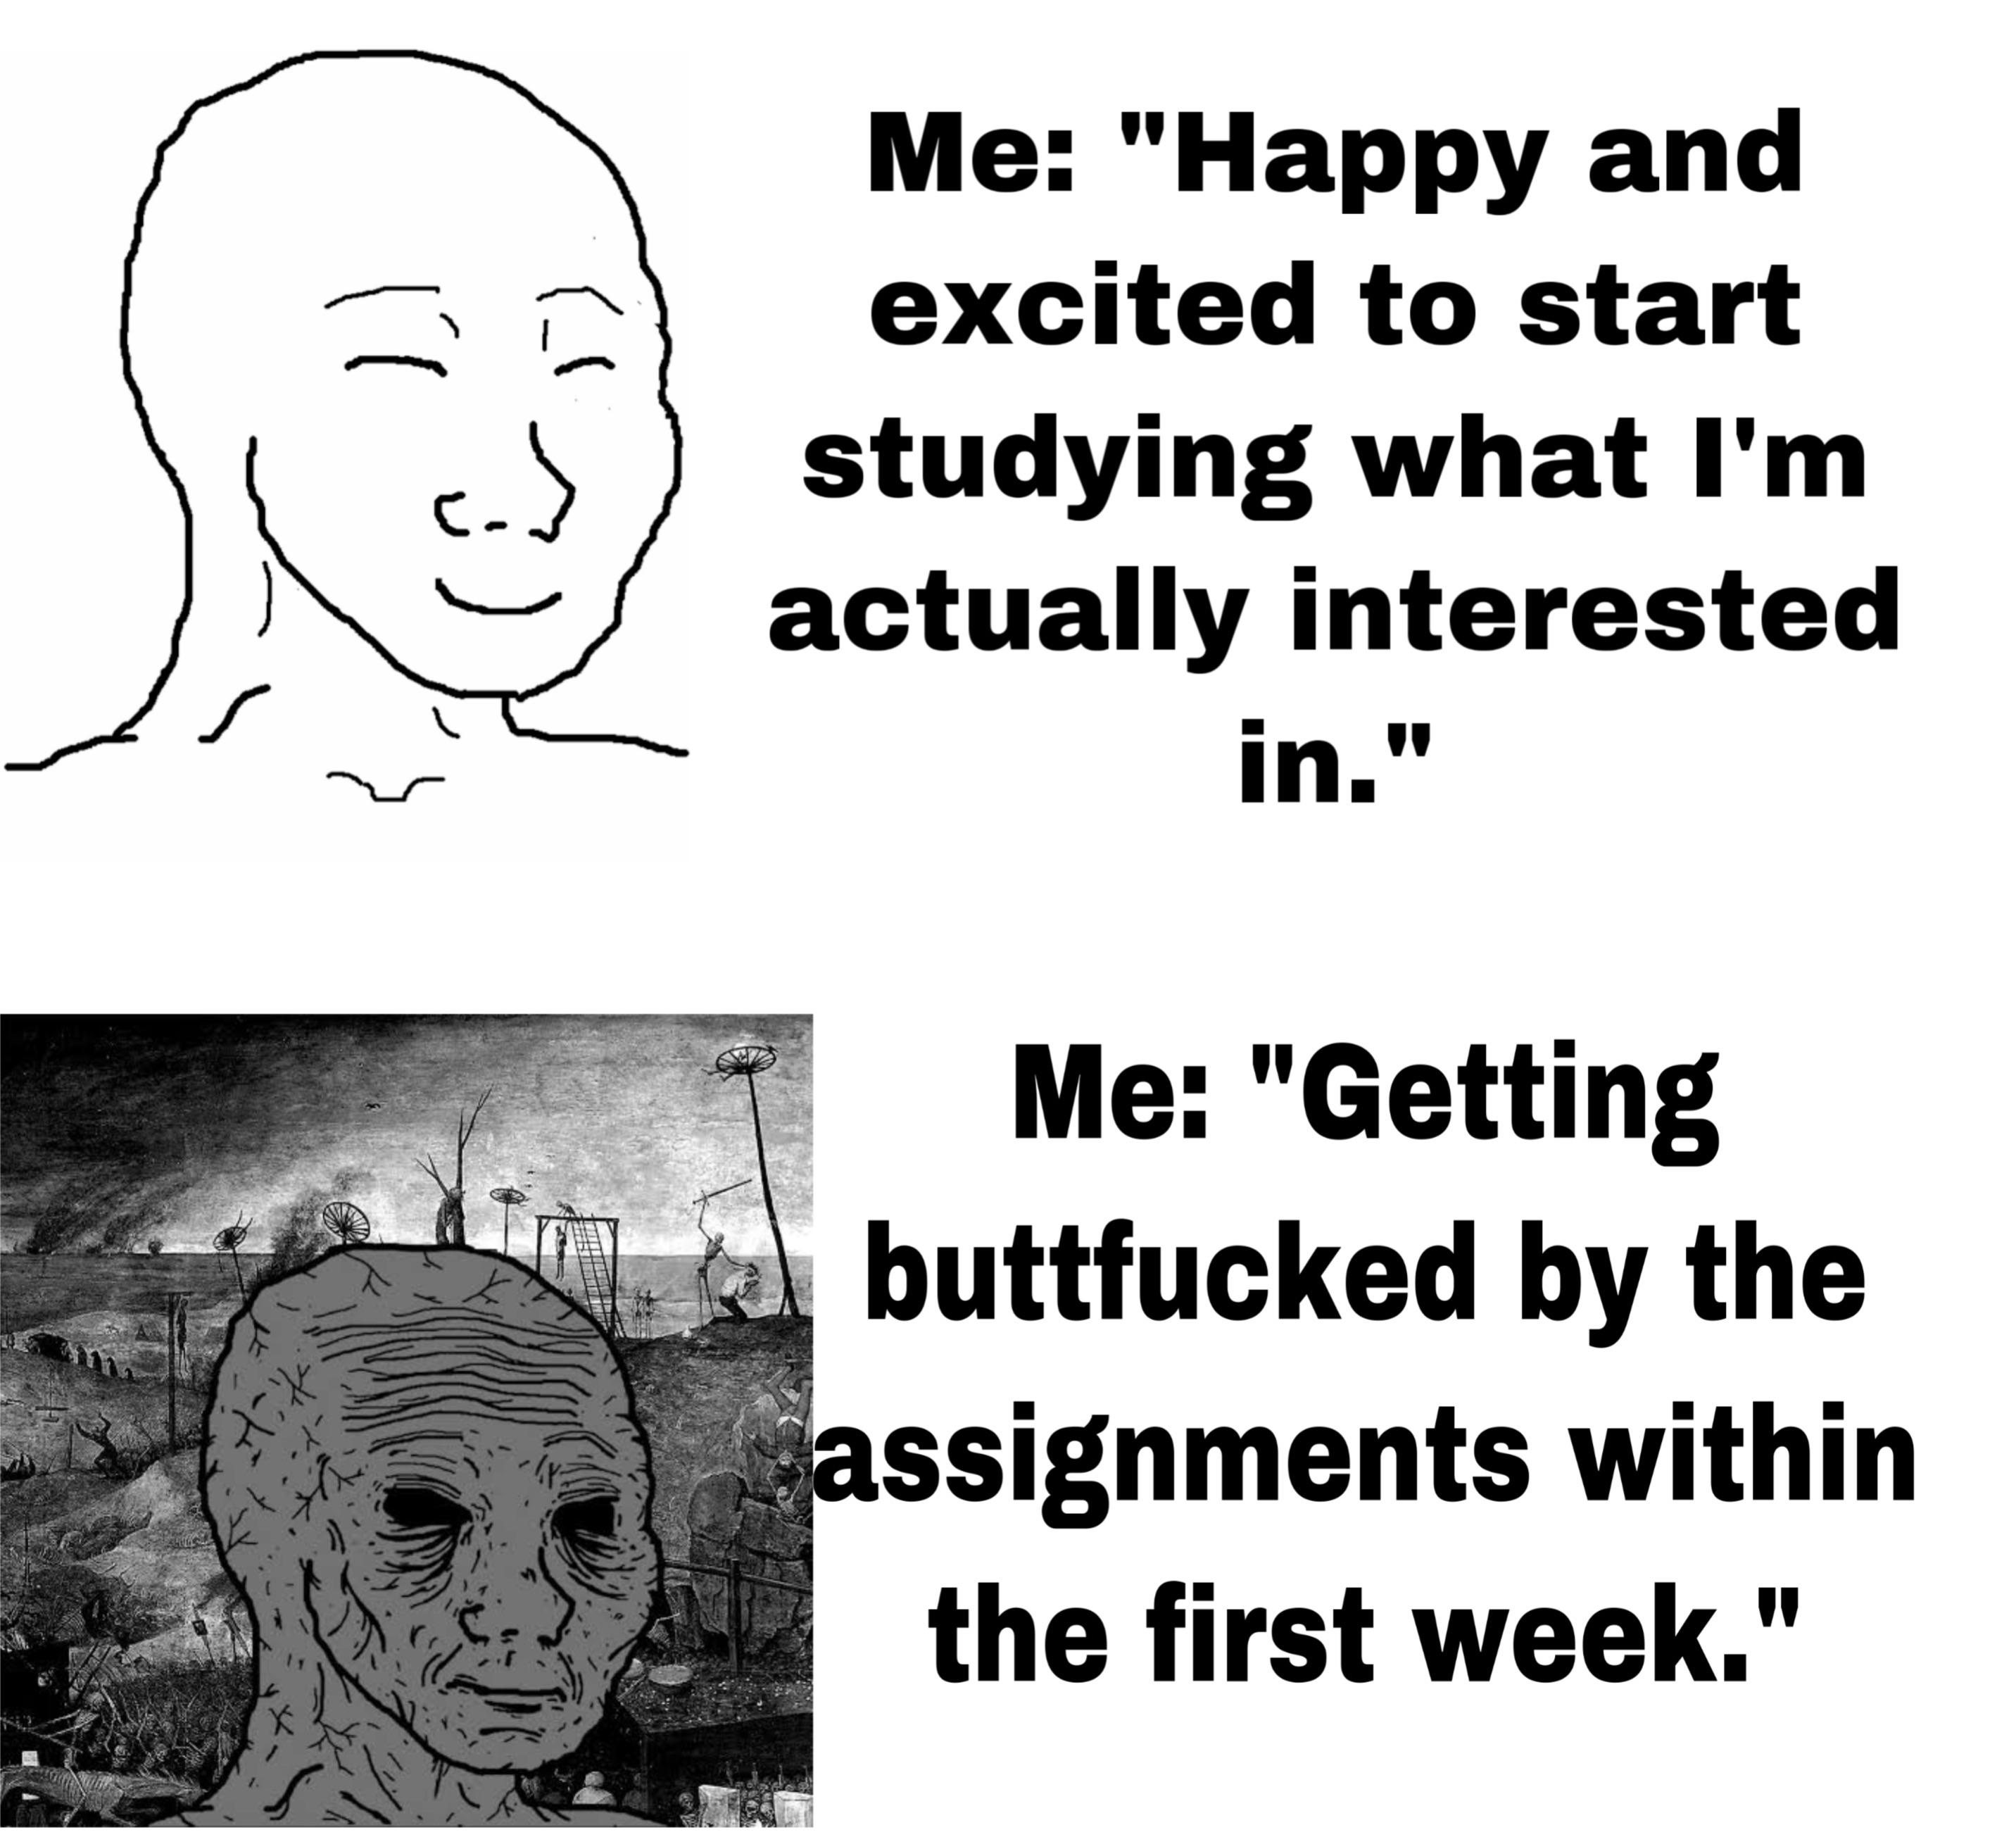 Me: "Happy and
excited to start
studying what I'm
actually interested
in."
Me: "Getting
buttfucked by the
assignments within
the first week."